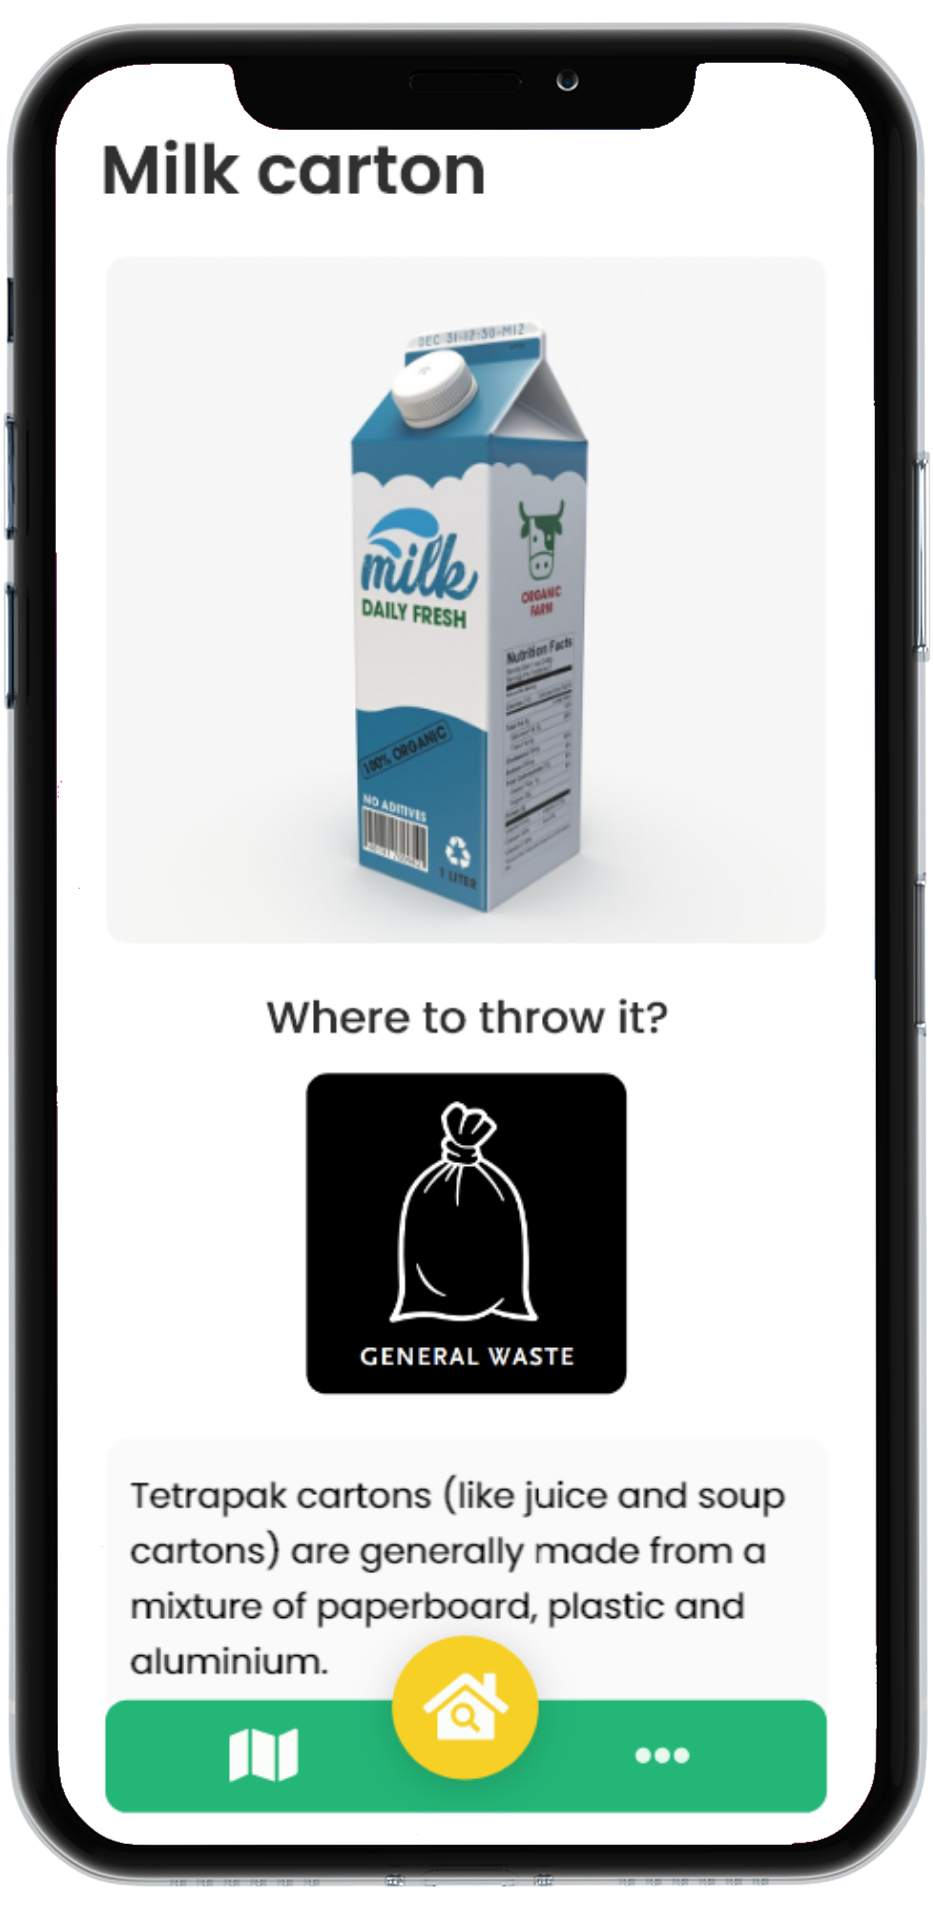 Milk carton
DEC 31-12:30-M12
milk
DAILY FRESH
ORGANIC
FARM
Nutrition Facts
100% ORGANIC
NO ADITIVES
1 LITER
Where to throw it?
GENERAL WASTE
Tetrapak cartons (like juice and soup
cartons) are generally made from a
mixture of paperboard, plastic and
aluminium.